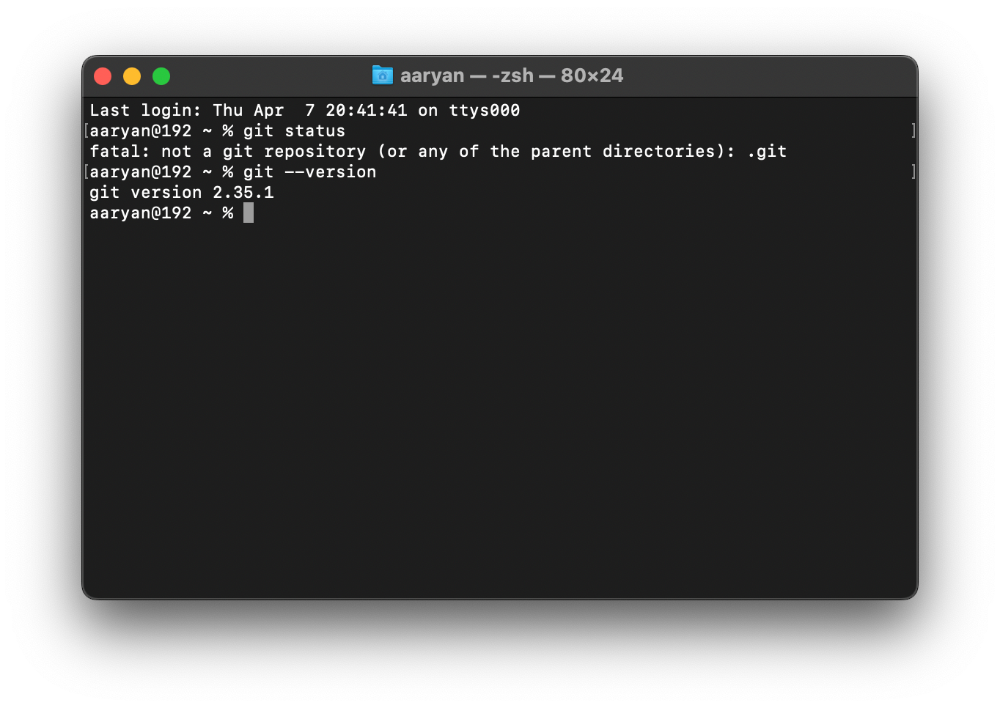 aaryan — -zsh — 80×24
Last login: Thu Apr  7 20:41:41 on ttys000
[aaryan@192 ~ % git status ]
fatal: not a git repository (or any of the parent directories): .git
[aaryan@192 ~ % git --version ]
git version 2.35.1
aaryan@192 ~ %